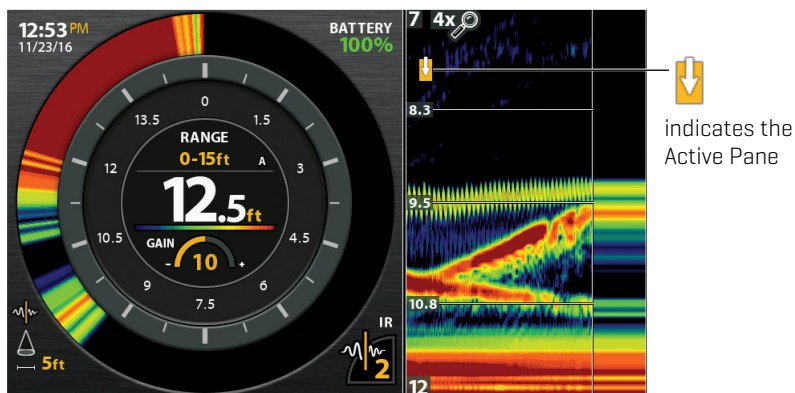 12:53 PM
11/23/16
BATTERY
100%
0
1.5
3
4.5
6
7.5
9
10.5
12
13.5
RANGE
0-15ft A
12.5ft
GAIN
- 10 +
5ft
IR
2
7 4x
8.3
9.5
10.8
12
indicates the
Active Pane